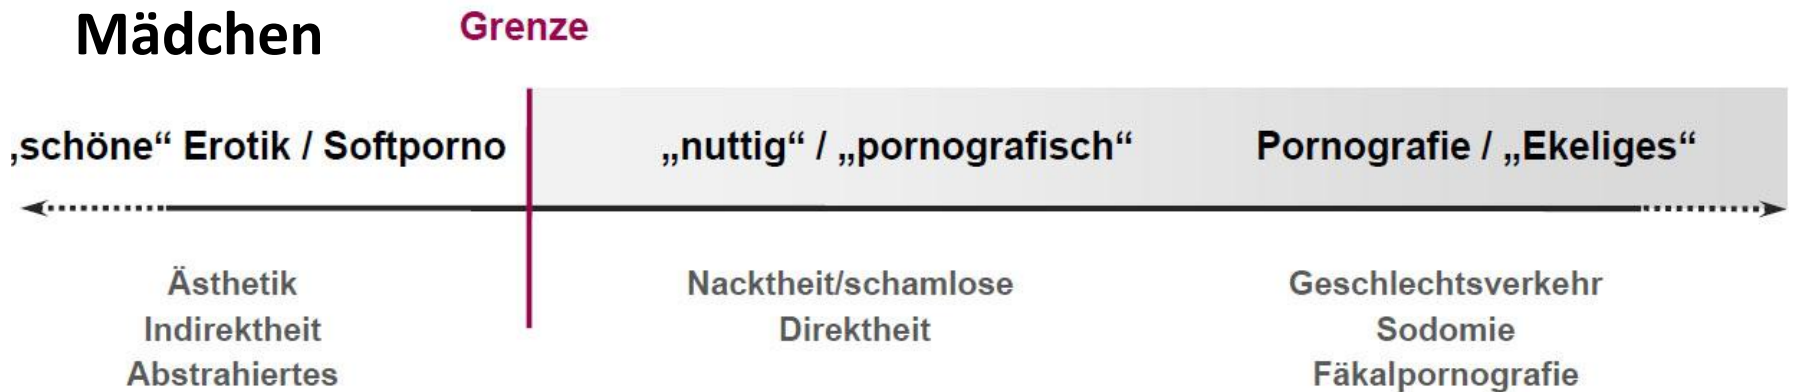 Mädchen
Grenze
„schöne“ Erotik / Softporno
„nuttig“ / „pornografisch“
Pornografie / „Ekeliges“
Ästhetik
Indirektheit
Abstrahiertes
Nacktheit/schamlose
Direktheit
Geschlechtsverkehr
Sodomie
Fäkalpornografie